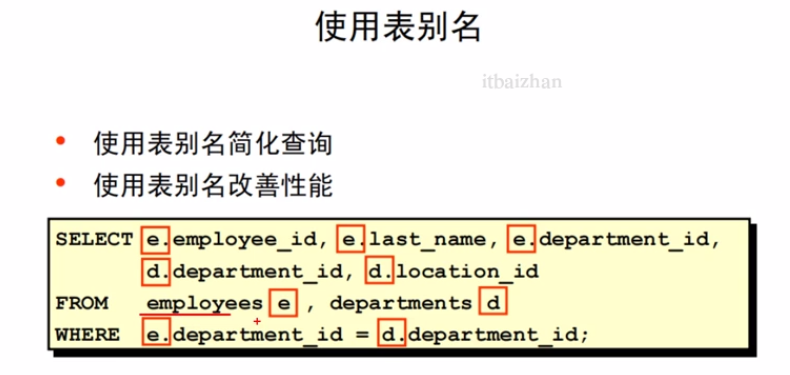 使用表别名
itbaizhan
• 使用表别名简化查询
• 使用表别名改善性能
SELECT e.employee_id, e.last_name, e.department_id,
d.department_id, d.location_id
FROM employees e , departments d
WHERE e.department_id = d.department_id;